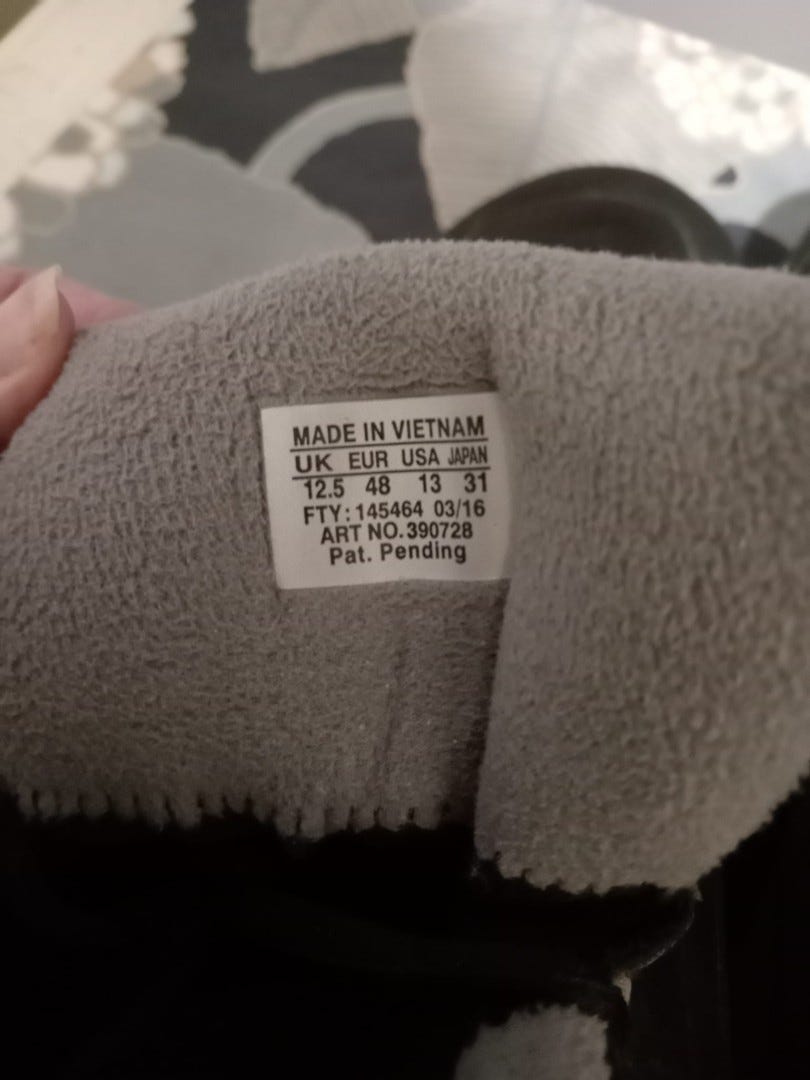 MADE IN VIETNAM
UK EUR USA JAPAN
12.5 48 13 31
FTY: 145464 03/16
ART NO. 390728
Pat. Pending